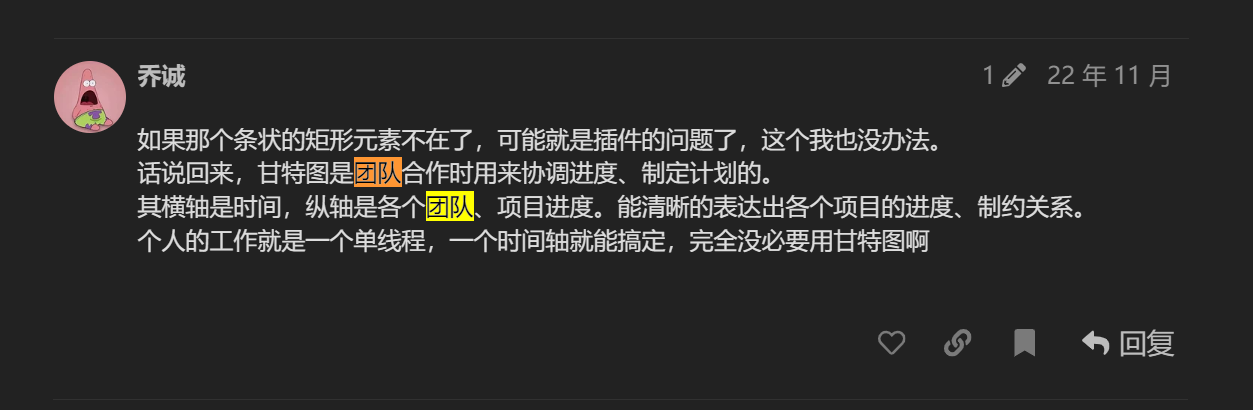 乔诚
1 22 年 11 月
如果那个条状的矩形元素不在了，可能就是插件的问题了，这个我也没办法。
话说回来，甘特图是团队合作时用来协调进度、制定计划的。
其横轴是时间，纵轴是各个团队、项目进度。能清晰的表达出各个项目的进度、制约关系。
个人的工作就是一个单线程，一个时间轴就能搞定，完全没必要用甘特图啊
回复